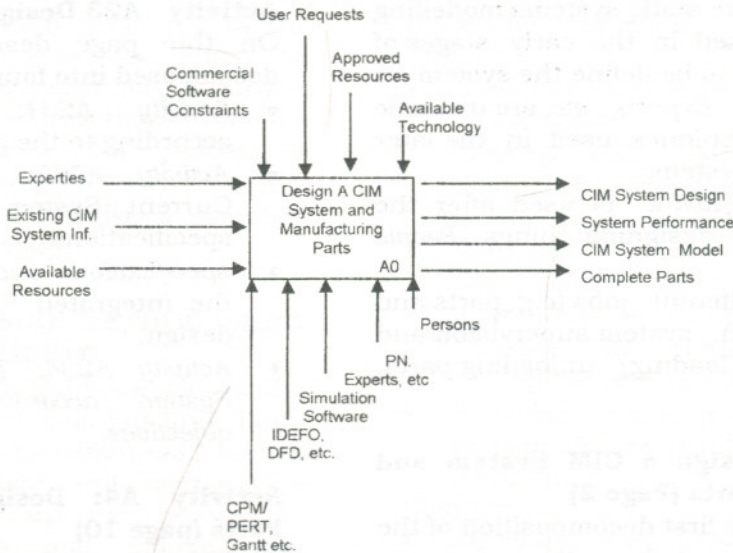 User Requests
Commercial
Software
Constraints
Approved
Resources
Available
Technology
Experties
Existing CIM
System Inf.
Available
Resources
Design A CIM
System and
Manufacturing
Parts
A0
CIM System Design
System Performance
CIM System Model
Complete Parts
Persons
PN,
Experts, etc
Simulation
Software
IDEFO,
DFD, etc.
CPM/
PERT,
Gantt etc.